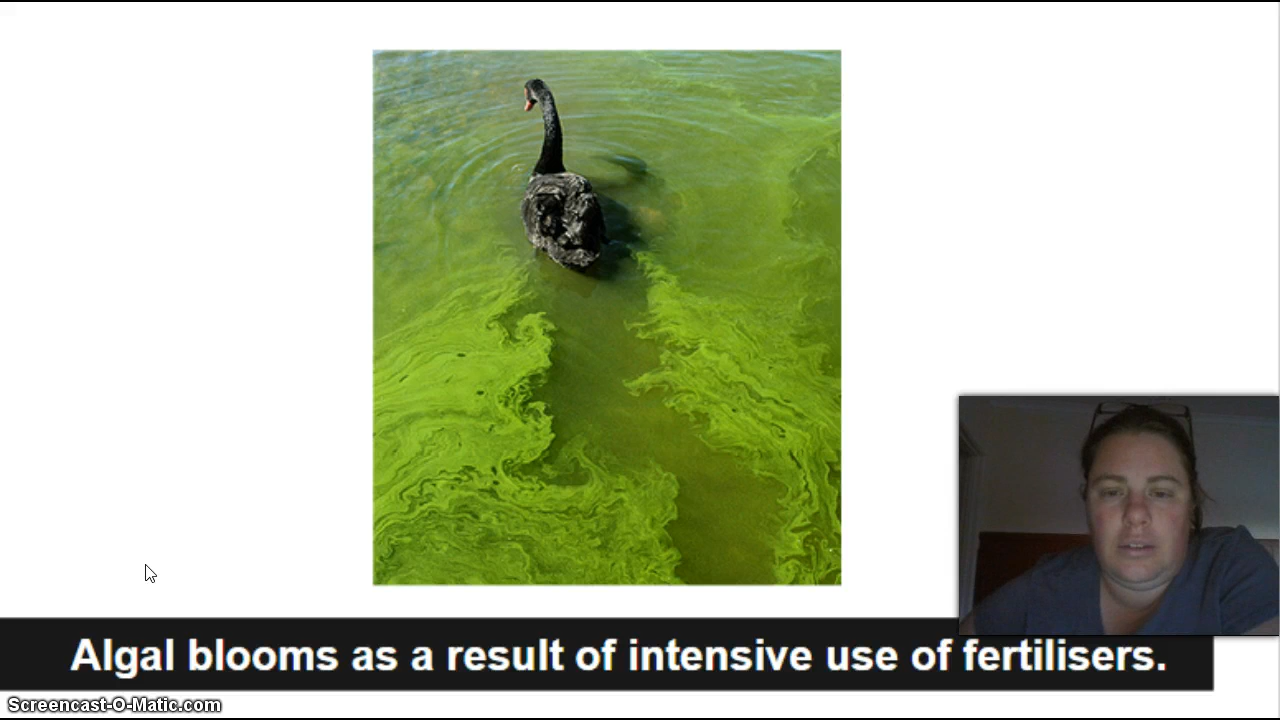 Algal blooms as a result of intensive use of fertilisers.
Screencast-O-Matic.com